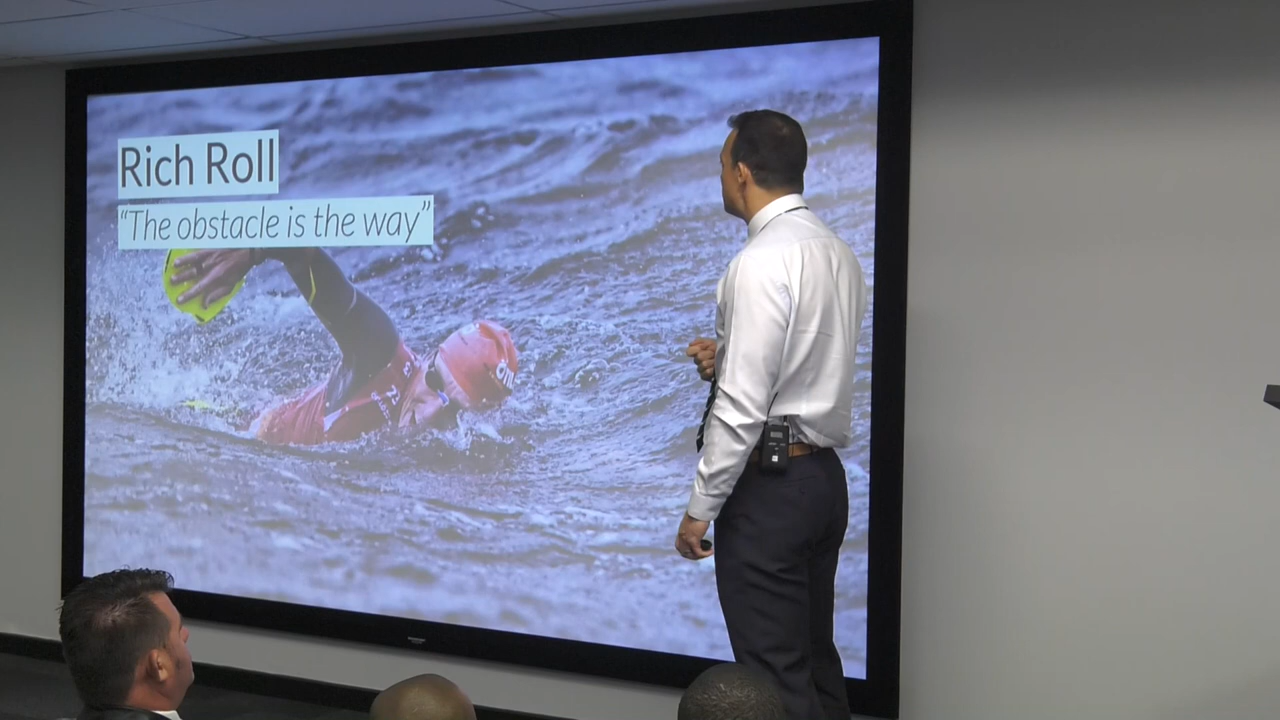 Rich Roll
“The obstacle is the way”